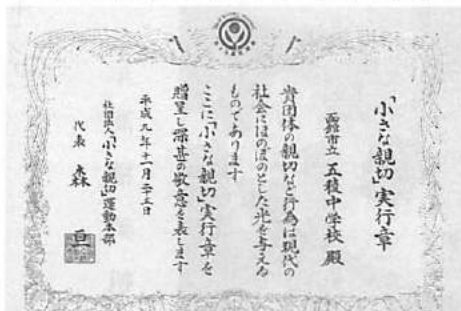 「小さな親切」実行章
函館市立 五稜中学校 殿
貴団体の親切な行為は現代の
社会にほのぼのとした光を与える
ものであります
ここに「小さな親切」実行章を
贈呈し深甚の敬意を表します
平成九年十一月二十五日
社団法人「小さな親切」運動本部
代表 森 亘